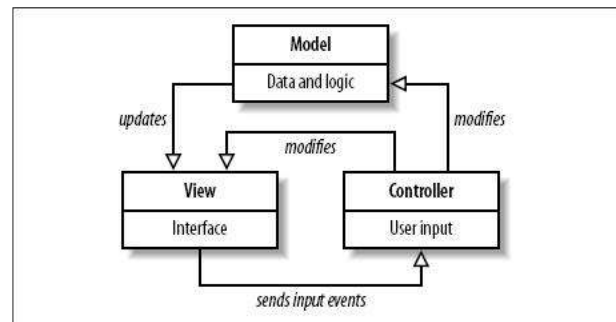 Model
Data and logic
updates
modifies
modifies
View
Controller
Interface
User input
sends input events